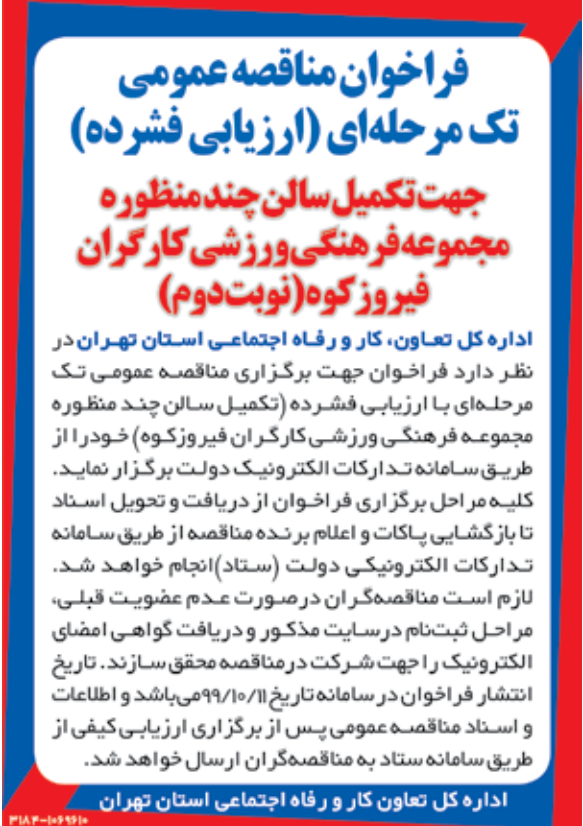 فراخوان مناقصه عمومی
تک مرحله‌ای (ارزیابی فشرده)
جهت تکمیل سالن چند منظوره
مجموعه فرهنگی ورزشی کارگران
فیروزکوه(نوبت دوم)
اداره کل تعاون، کار و رفاه اجتماعی استان تهران در
نظر دارد فراخوان جهت برگزاری مناقصه عمومی تک
مرحله‌ای با ارزیابی فشرده (تکمیل سالن چند منظوره
مجموعه فرهنگی ورزشی کارگران فیروزکوه) خود را از
طریق سامانه تدارکات الکترونیک دولت برگزار نماید.
کلیه مراحل برگزاری فراخوان از دریافت و تحویل اسناد
تا بازگشایی پاکات و اعلام برنده مناقصه از طریق سامانه
تدارکات الکترونیکی دولت (ستاد)انجام خواهد شد.
لازم است مناقصه‌گران درصورت عدم عضویت قبلی،
مراحل ثبت‌نام درسایت مذکور و دریافت گواهی امضای
الکترونیک را جهت شرکت در مناقصه محقق سازند. تاریخ
انتشار فراخوان در سامانه تاریخ ۹۹/۱۰/۱۱می‌باشد و اطلاعات
و اسناد مناقصه عمومی پس از برگزاری ارزیابی کیفی از
طریق سامانه ستاد به مناقصه‌گران ارسال خواهد شد.
اداره کل تعاون کار و رفاه اجتماعی استان تهران
۳۱۸۴-۱۰۶۹۶۱۰